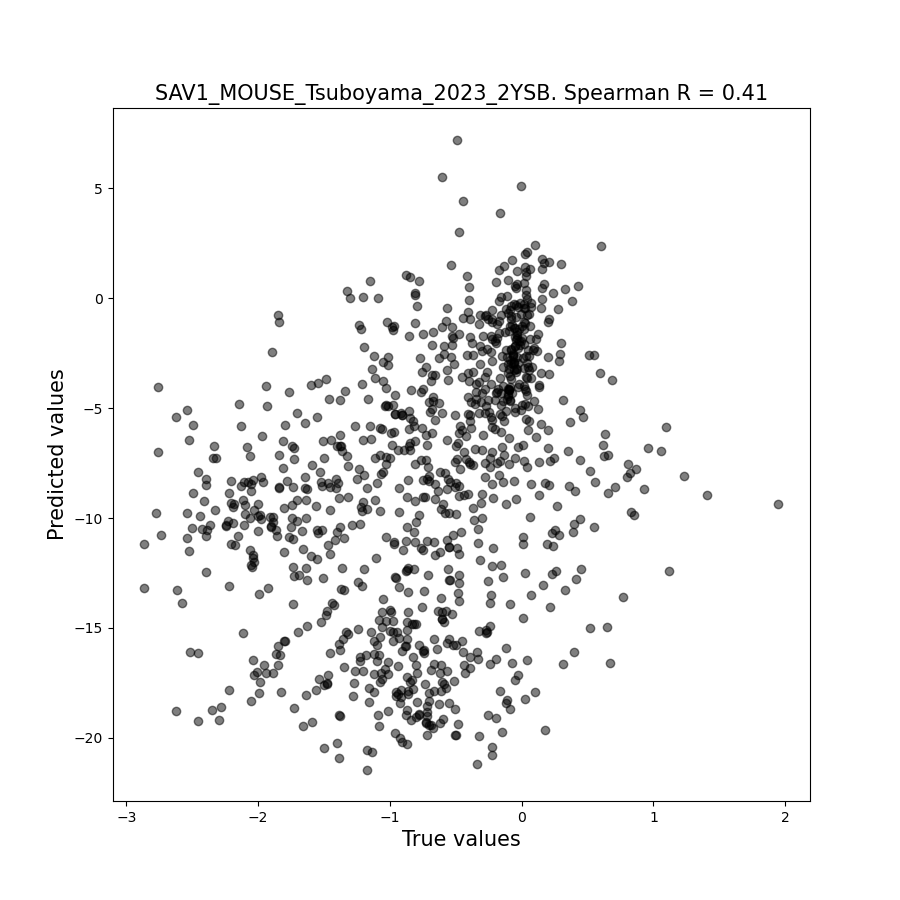 SAV1_MOUSE_Tsuboyama_2023_2YSB. Spearman R = 0.41
5
0
−5
−10
−15
−20
Predicted values
−3 −2 −1 0 1 2
True values